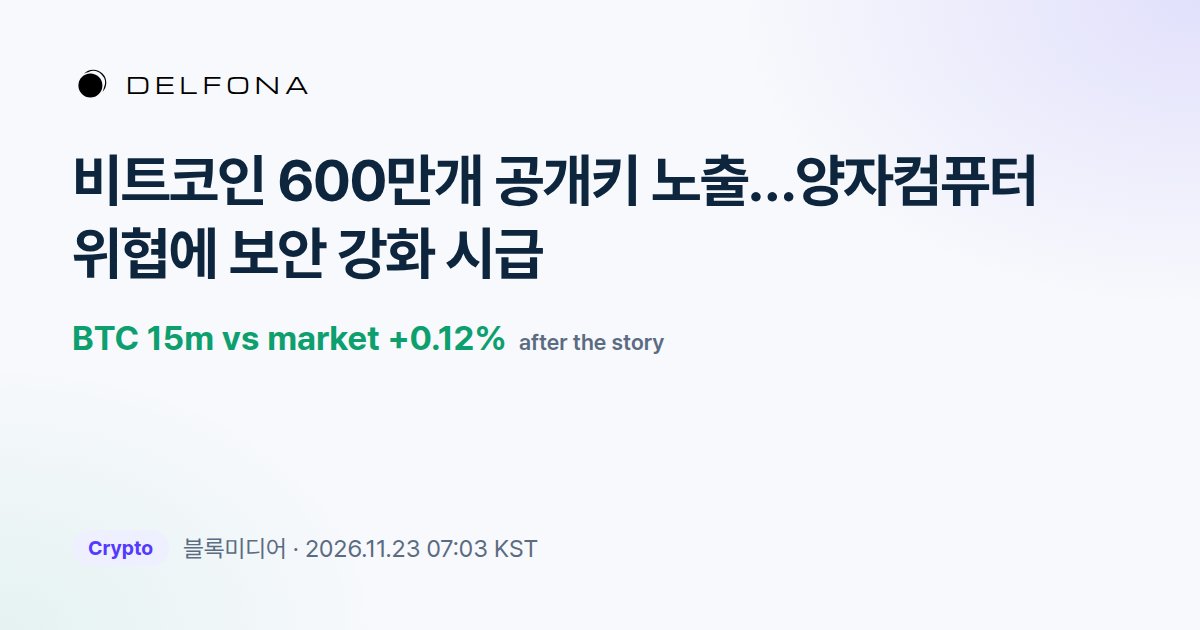 DELFONA
비트코인 600만개 공개키 노출…양자컴퓨터
위협에 보안 강화 시급
BTC 15m vs market +0.12% after the story
Crypto 블록미디어 · 2026.11.23 07:03 KST